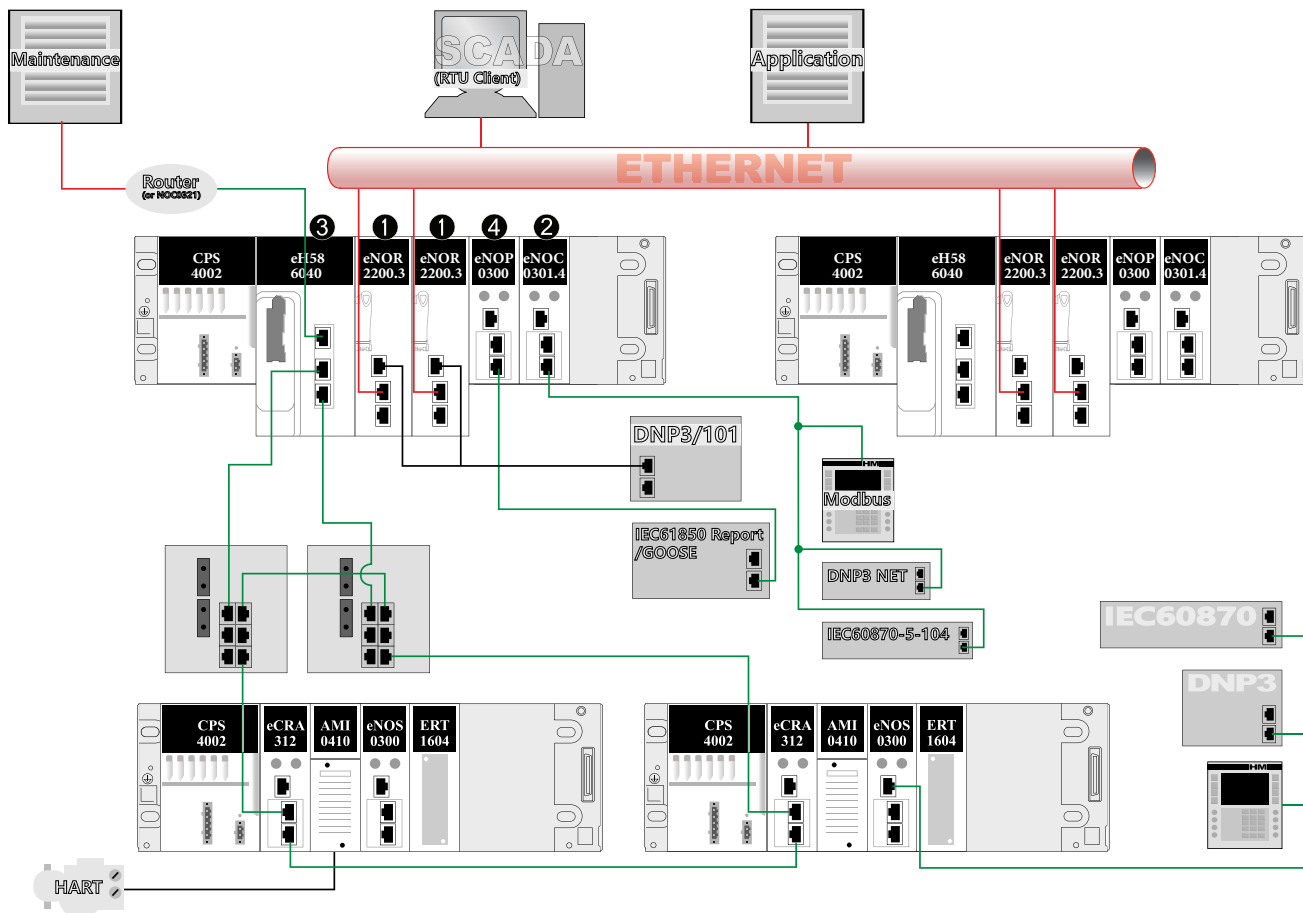 Maintenance
SCADA
(RTU Client)
Application
ETHERNET
Router
(or NOC0321)
3
1
1
4
2
CPS
4002
eH58
6040
eNOR
2200.3
eNOR
2200.3
eNOP
0300
eNOC
0301.4
CPS
4002
eH58
6040
eNOR
2200.3
eNOR
2200.3
eNOP
0300
eNOC
0301.4
DNP3/101
HM
Modbus
IEC61850 Report
/GOOSE
DNP3 NET
IEC60870-5-104
IEC60870
DNP3
HM
CPS
4002
eCRA
312
AMI
0410
eNOS
0300
ERT
1604
CPS
4002
eCRA
312
AMI
0410
eNOS
0300
ERT
1604
HART